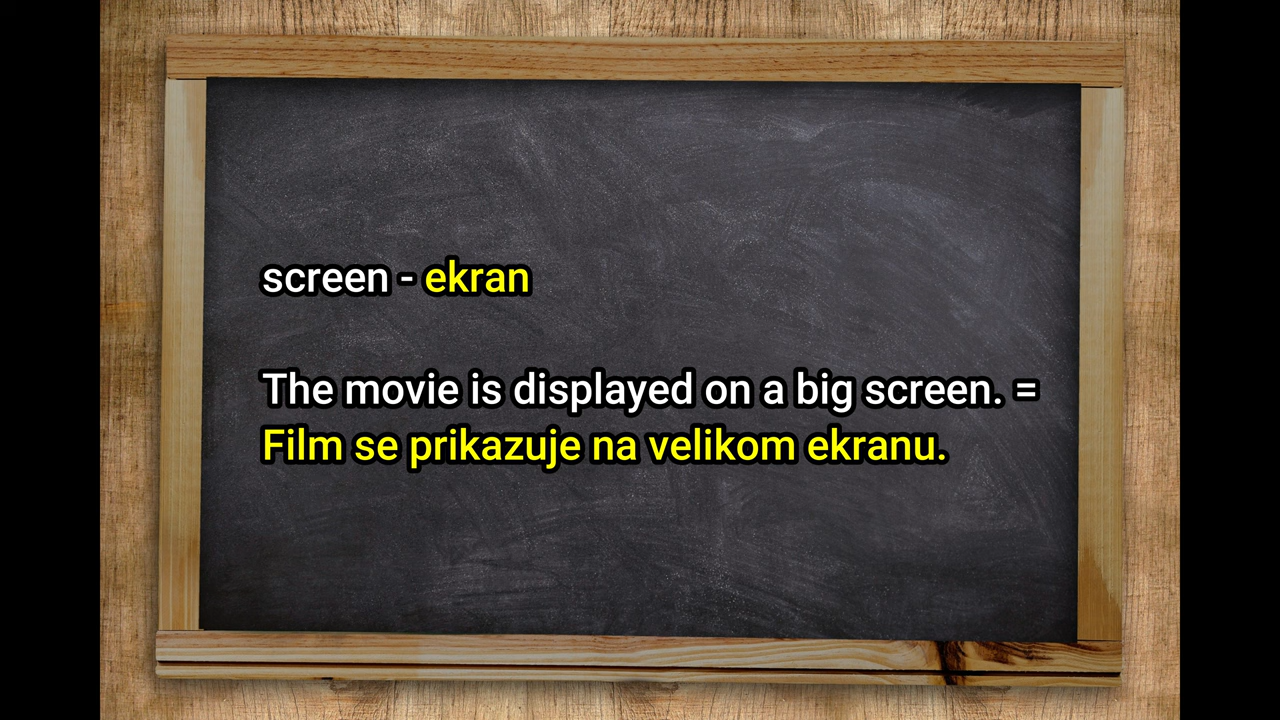 screen - ekran
The movie is displayed on a big screen. =
Film se prikazuje na velikom ekranu.